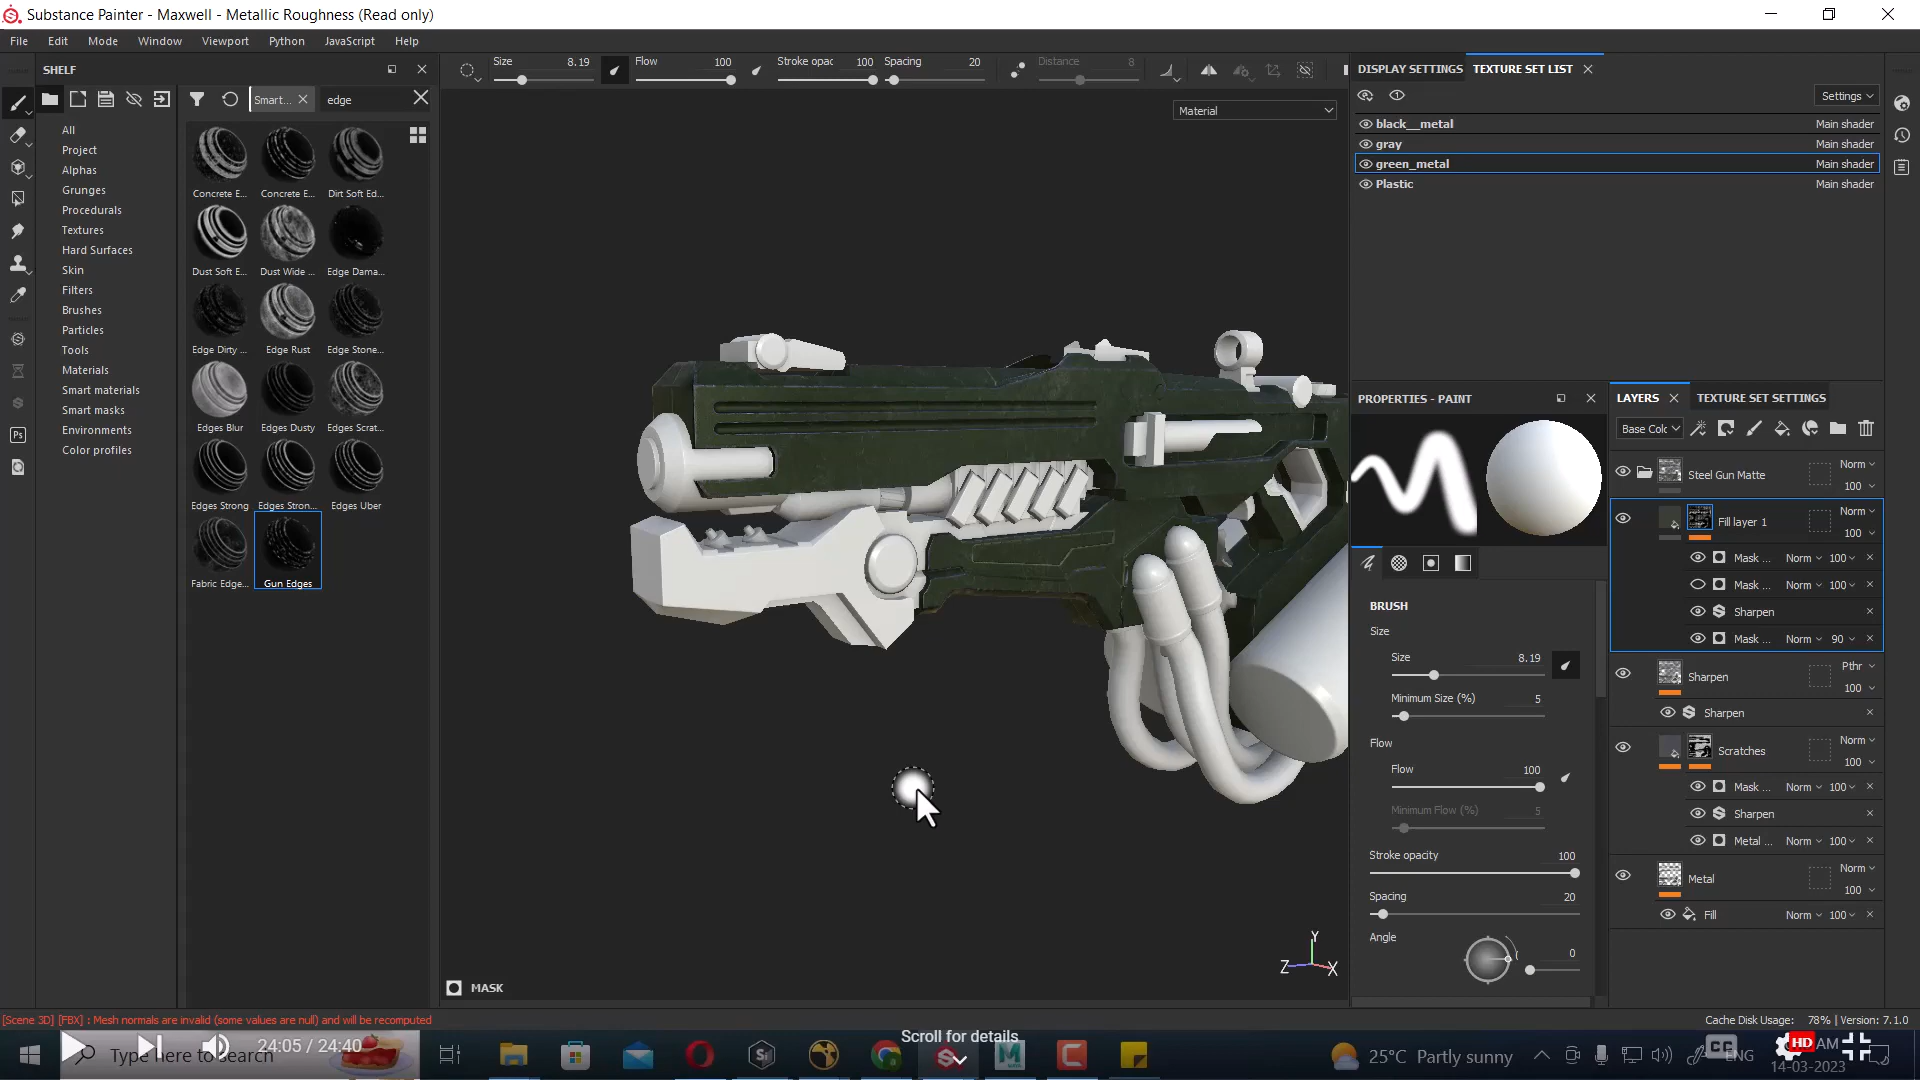 Substance Painter - Maxwell - Metallic Roughness (Read only)
File Edit Mode Window Viewport Python JavaScript Help
SHELF
Size 8.19 Flow 100 Stroke opac 100 Spacing 20 Distance 8
DISPLAY SETTINGS TEXTURE SET LIST
Smart... edge
Settings
Material
All
Project
Alphas
Grunges
Procedurals
Textures
Hard Surfaces
Skin
Filters
Brushes
Particles
Tools
Materials
Smart materials
Smart masks
Environments
Color profiles
Concrete E... Concrete E... Dirt Soft Ed...
Dust Soft E... Dust Wide ... Edge Dama...
Edge Dirty ... Edge Rust Edge Stone...
Edges Blur Edges Dusty Edges Scrat...
Edges Strong Edges Stron... Edges Uber
Fabric Edge... Gun Edges
black__metal Main shader
gray Main shader
green_metal Main shader
Plastic Main shader
PROPERTIES - PAINT
BRUSH
Size
Size 8.19
Minimum Size (%) 5
Flow
Flow 100
Minimum Flow (%) 5
Stroke opacity 100
Spacing 20
Angle 0
LAYERS TEXTURE SET SETTINGS
Base Colc
Steel Gun Matte Norm 100
Fill layer 1 Norm 100
Mask ... Norm 100
Mask ... Norm 100
Sharpen
Mask ... Norm 90
Sharpen Pthr 100
Sharpen
Scratches Norm 100
Mask ... Norm 100
Sharpen
Metal ... Norm 100
Metal Norm 100
Fill Norm 100
Y
Z X
MASK
Ps
[Scene 3D] [FBX] : Mesh normals are invalid (some values are null) and will be recomputed
Cache Disk Usage: 78% | Version: 7.1.0
Type here to search
24:05 / 24:40
Scroll for details
25°C Partly sunny
CC
ENG
HD
AM
14-03-2023